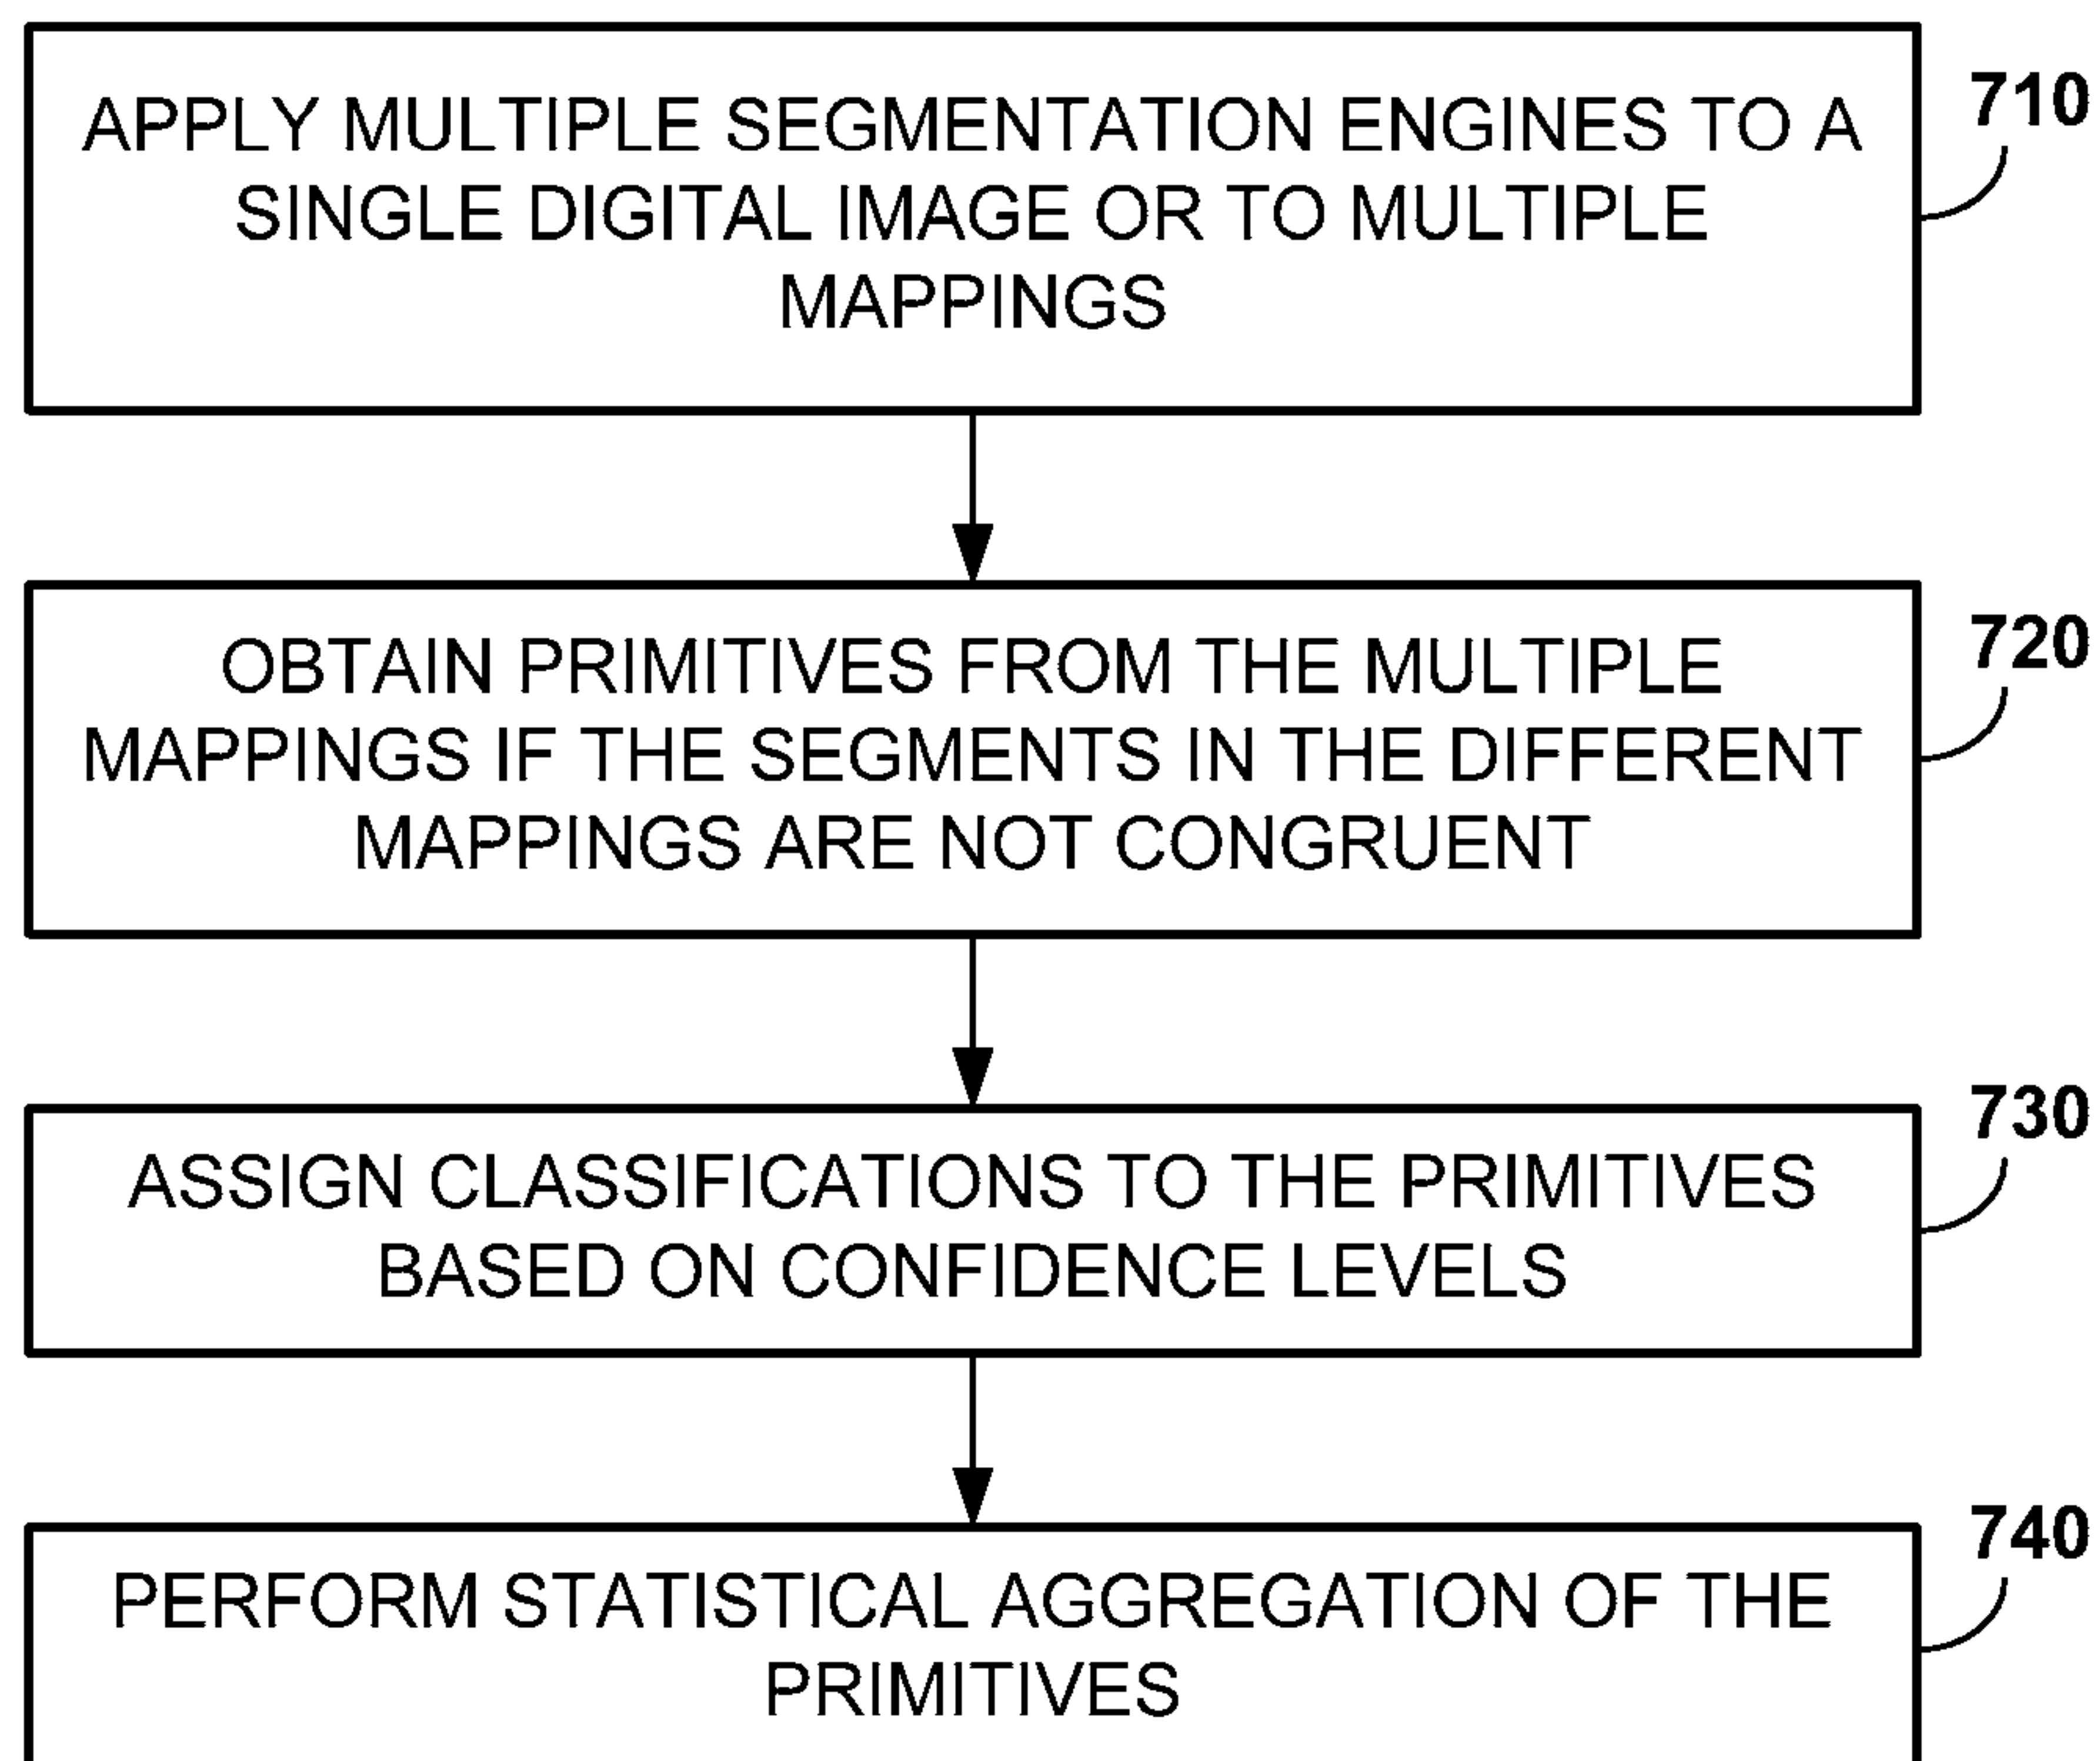 APPLY MULTIPLE SEGMENTATION ENGINES TO A
SINGLE DIGITAL IMAGE OR TO MULTIPLE
MAPPINGS
710
OBTAIN PRIMITIVES FROM THE MULTIPLE
MAPPINGS IF THE SEGMENTS IN THE DIFFERENT
MAPPINGS ARE NOT CONGRUENT
720
ASSIGN CLASSIFICATIONS TO THE PRIMITIVES
BASED ON CONFIDENCE LEVELS
730
PERFORM STATISTICAL AGGREGATION OF THE
PRIMITIVES
740